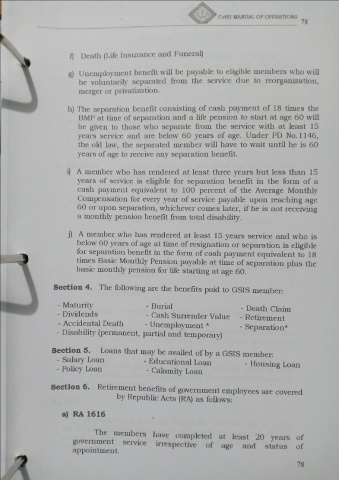 CvSU MANUAL OF OPERATIONS
78
f) Death (Life Insurance and Funeral)
g) Unemployment benefit will be payable to eligible members who will
be voluntarily separated from the service due to reorganization,
merger or privatization.
h) The separation benefit consisting of cash payment of 18 times the
BMP at time of separation and a life pension to start at age 60 will
be given to those who separate from the service with at least 15
years service and are below 60 years of age. Under PD No.1146,
the old law, the separated member will have to wait until he is 60
years of age to receive any separation benefit.
i) A member who has rendered at least three years but less than 15
years of service is eligible for separation benefit in the form of a
cash payment equivalent to 100 percent of the Average Monthly
Compensation for every year of service payable upon reaching age
60 or upon separation, whichever comes later, if he is not receiving
a monthly pension benefit from total disability.
j) A member who has rendered at least 15 years service and who is
below 60 years of age at time of resignation or separation is eligible
for separation benefit in the form of cash payment equivalent to 18
times Basic Monthly Pension payable at time of separation plus the
basic monthly pension for life starting at age 60.
Section 4. The following are the benefits paid to GSIS member:
- Maturity - Burial - Death Claim
- Dividends - Cash Surrender Value - Retirement
- Accidental Death - Unemployment * - Separation*
- Disability (permanent, partial and temporary)
Section 5. Loans that may be availed of by a GSIS member:
- Salary Loan - Educational Loan - Housing Loan
- Policy Loan - Calamity Loan
Section 6. Retirement benefits of government employees are covered
by Republic Acts (RA) as follows:
a) RA 1616
The members have completed at least 20 years of
government service irrespective of age and status of
appointment.
78